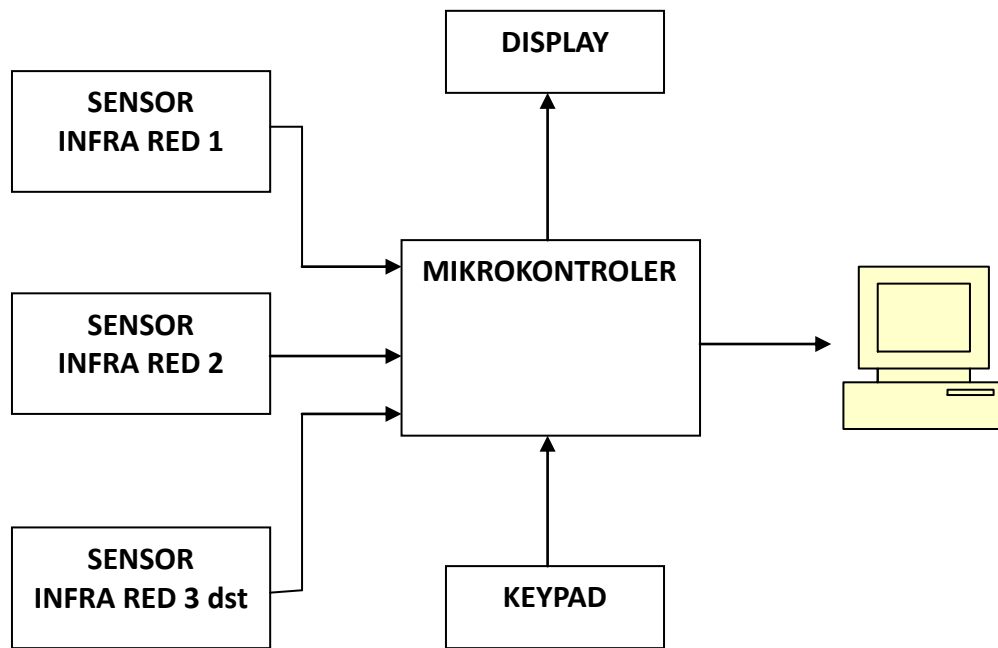 DISPLAY
SENSOR
INFRA RED 1
MIKROKONTROLER
SENSOR
INFRA RED 2
SENSOR
INFRA RED 3 dst
KEYPAD